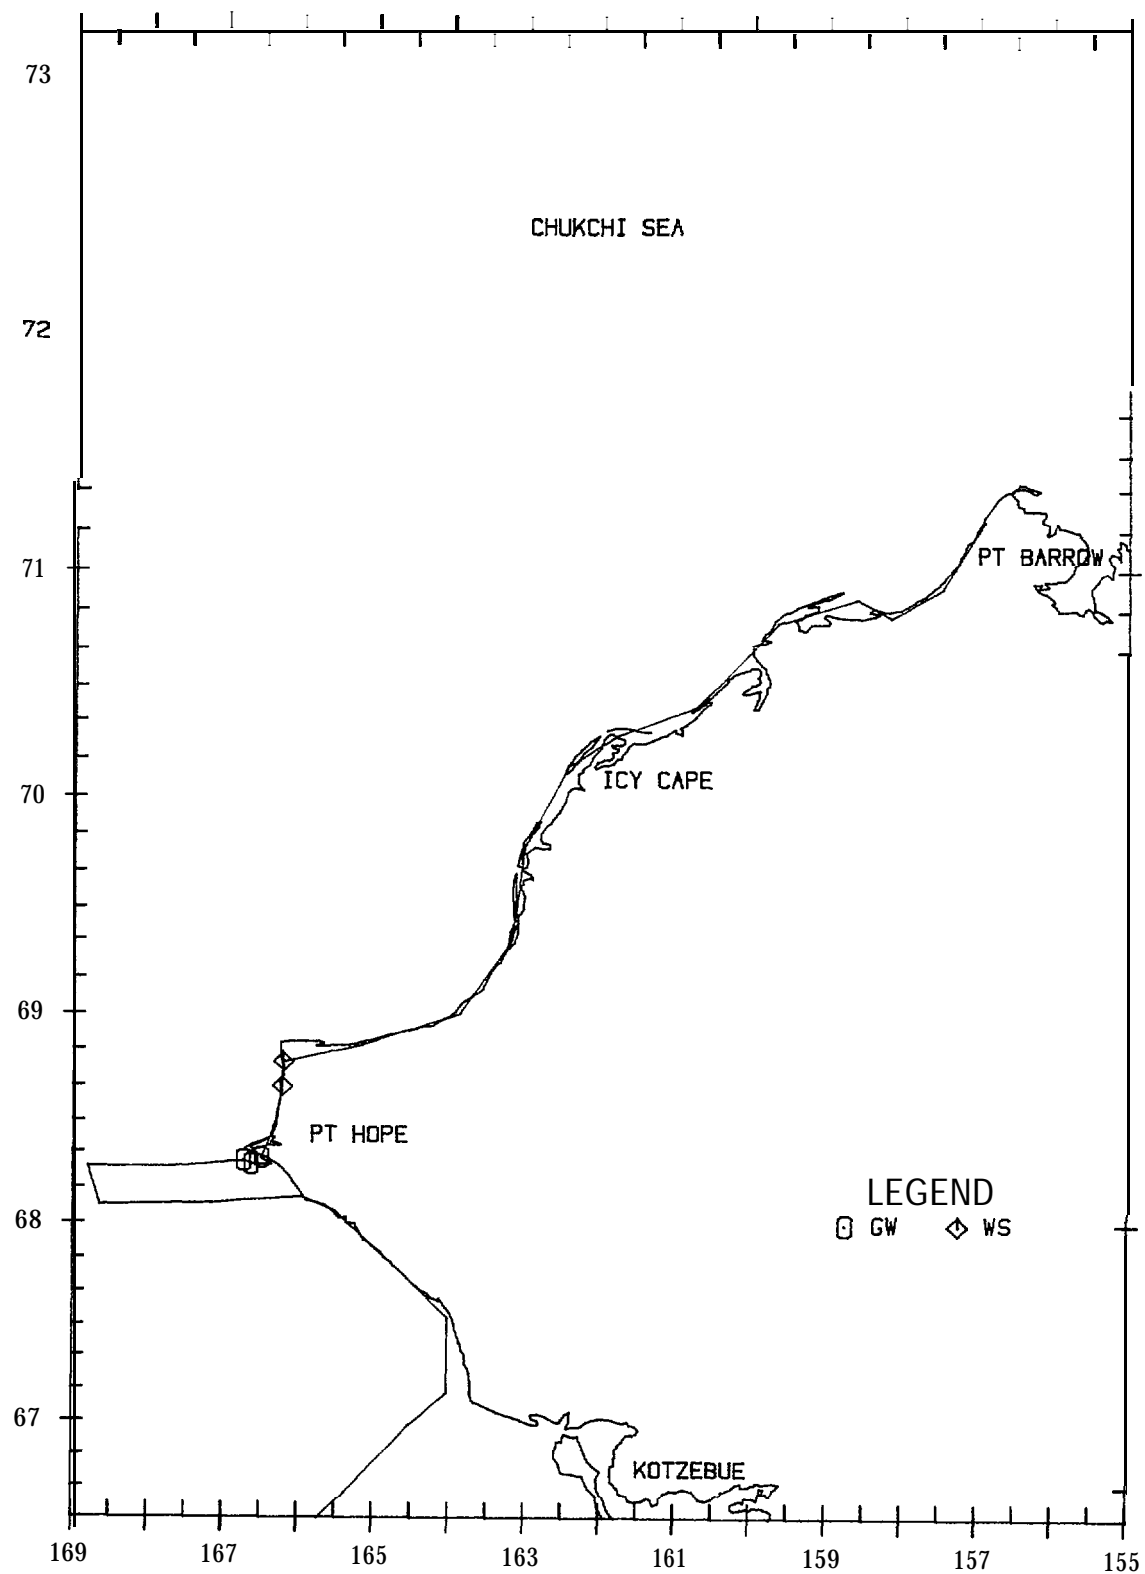 73
CHUKCHI SEA
72
71
PT BARROW
70
ICY CAPE
69
PT HOPE
LEGEND
68
GW WS
67
KOTZEBUE
169 167 165 163 161 159 157 155